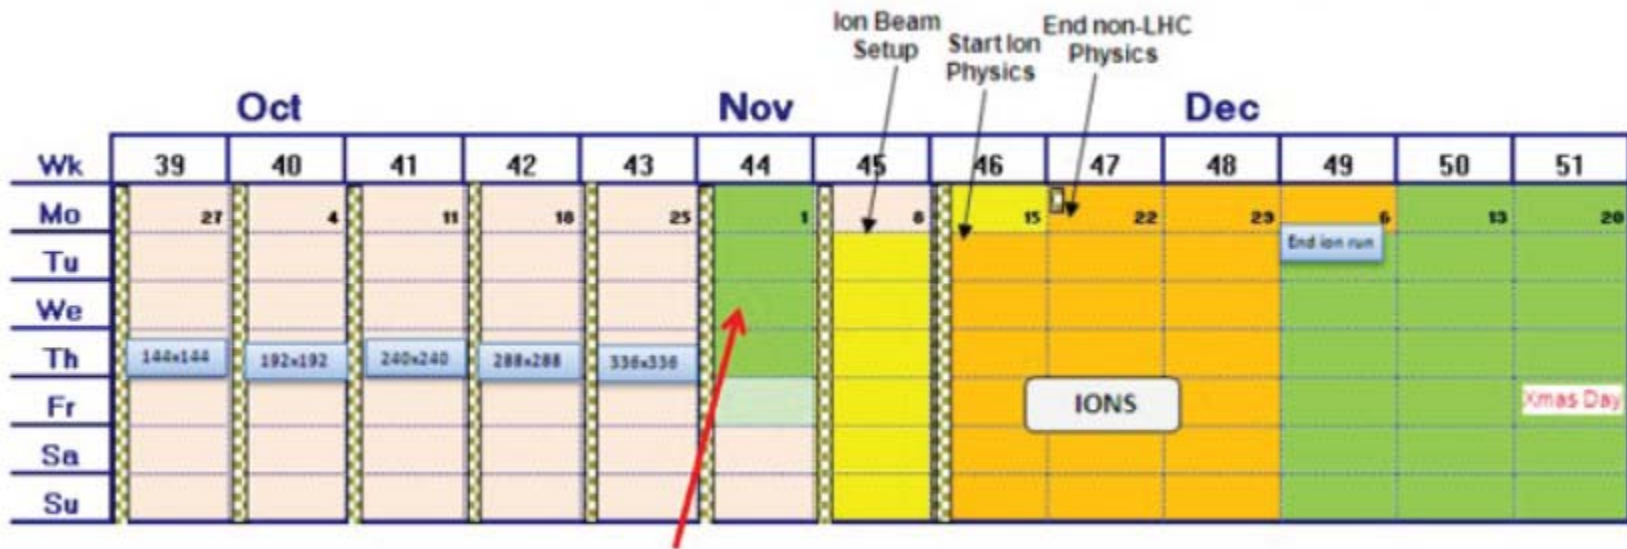 Ion Beam
Setup
Start Ion
Physics
End non-LHC
Physics
Oct Nov Dec
Wk 39 40 41 42 43 44 45 46 47 48 49 50 51
Mo 27 4 11 18 25 1 8 15 22 29 6 13 20
Tu End ion run
We
Th 144x144 192x192 240x240 288x288 336x336
Fr IONS Xmas Day
Sa
Su